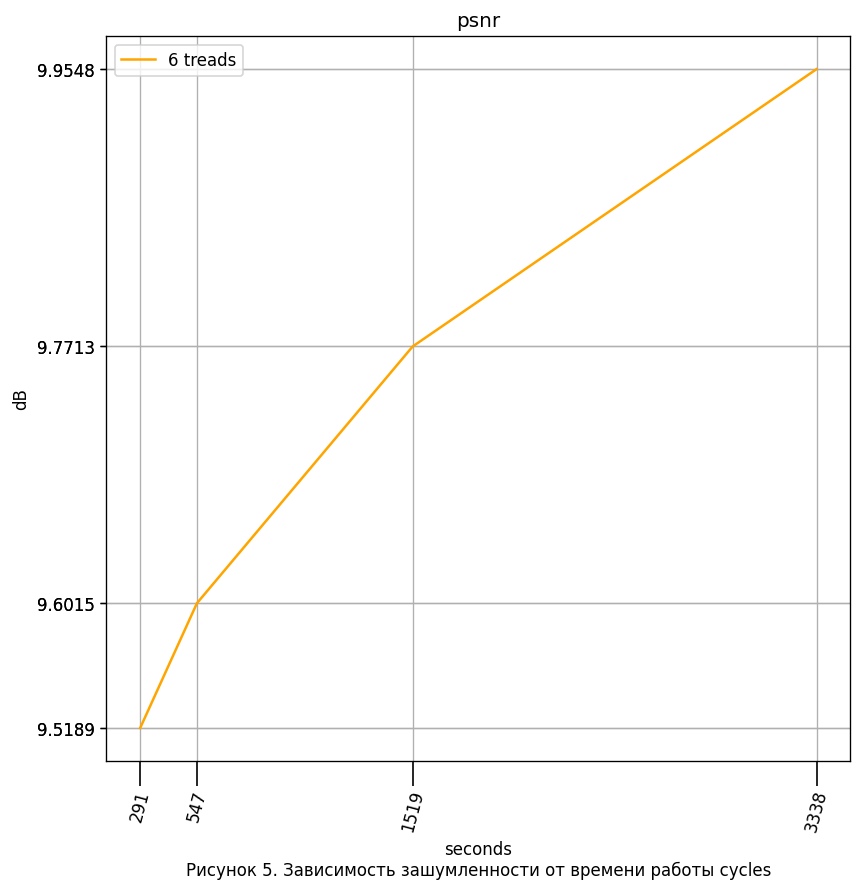 psnr
6 treads
9.9548
9.7713
dB
9.6015
9.5189
291
547
1519
3338
seconds
Рисунок 5. Зависимость зашумленности от времени работы cycles